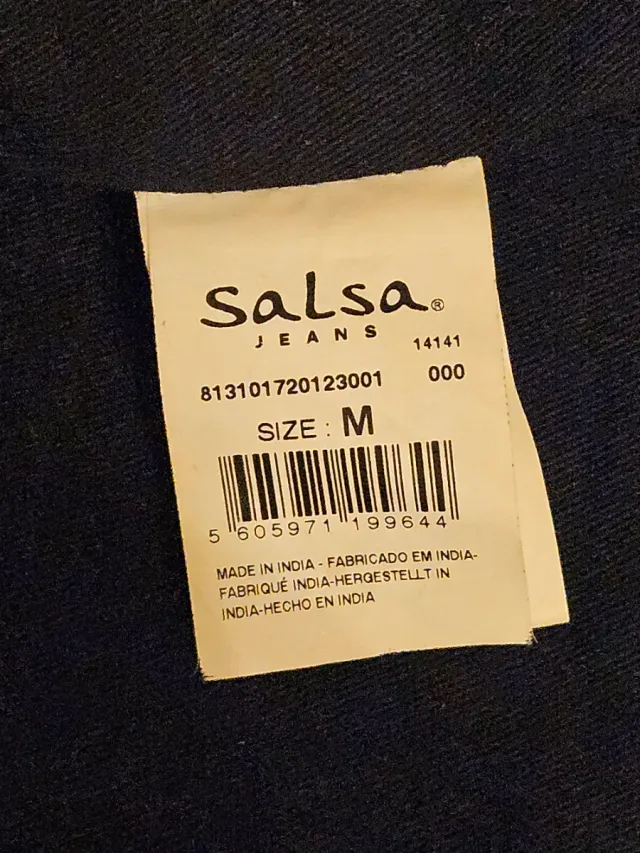 Salsa®
JEANS
14141
813101720123001 000
SIZE : M
5 605971 199644
MADE IN INDIA - FABRICADO EM INDIA-
FABRIQUÉ INDIA-HERGESTELLT IN
INDIA-HECHO EN INDIA